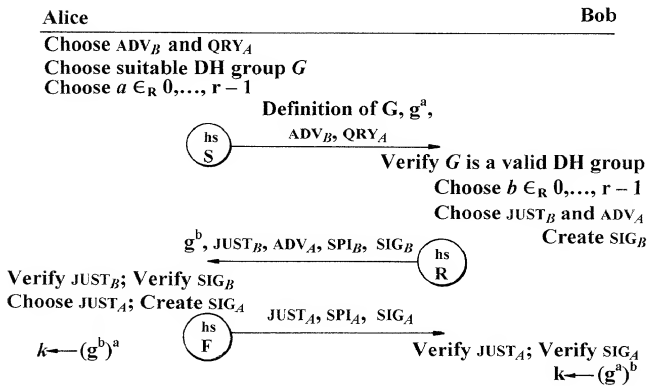 Alice Bob
Choose ADV_B and QRY_A
Choose suitable DH group G
Choose a ∈_R 0,..., r – 1
Definition of G, g^a,
ADV_B, QRY_A
hs
S
Verify G is a valid DH group
Choose b ∈_R 0,..., r – 1
Choose JUST_B and ADV_A
Create SIG_B
g^b, JUST_B, ADV_A, SPI_B, SIG_B
hs
R
Verify JUST_B; Verify SIG_B
Choose JUST_A; Create SIG_A
JUST_A, SPI_A, SIG_A
hs
F
Verify JUST_A; Verify SIG_A
k ← (g^b)^a
k ← (g^a)^b